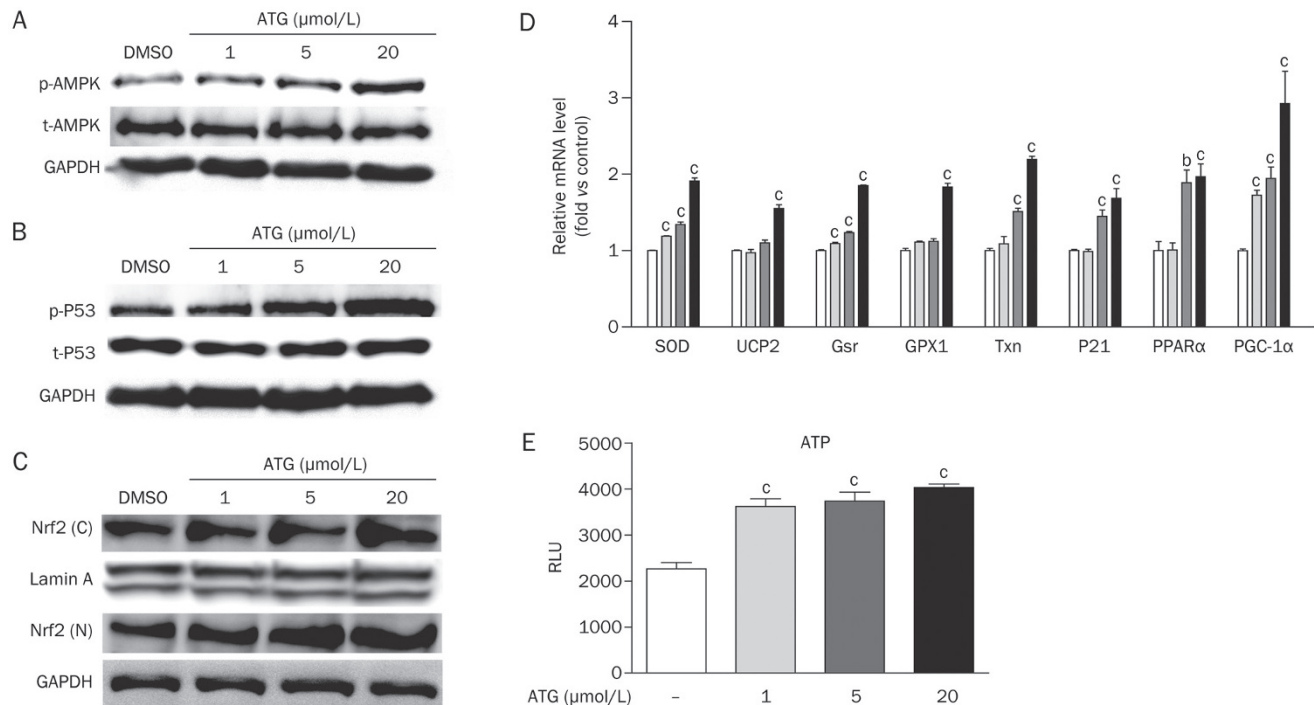 A
ATG (µmol/L)
DMSO 1 5 20
p-AMPK
t-AMPK
GAPDH
B
ATG (µmol/L)
DMSO 1 5 20
p-P53
t-P53
GAPDH
C
ATG (µmol/L)
DMSO 1 5 20
Nrf2 (C)
Lamin A
Nrf2 (N)
GAPDH
D
Relative mRNA level
(fold vs control)
4
3
2
1
0
c c c
c
c c c
c
c c
c c
b c
c c c
SOD UCP2 Gsr GPX1 Txn P21 PPARα PGC-1α
E
ATP
RLU
5000
4000
3000
2000
1000
0
c c c
ATG (µmol/L) – 1 5 20